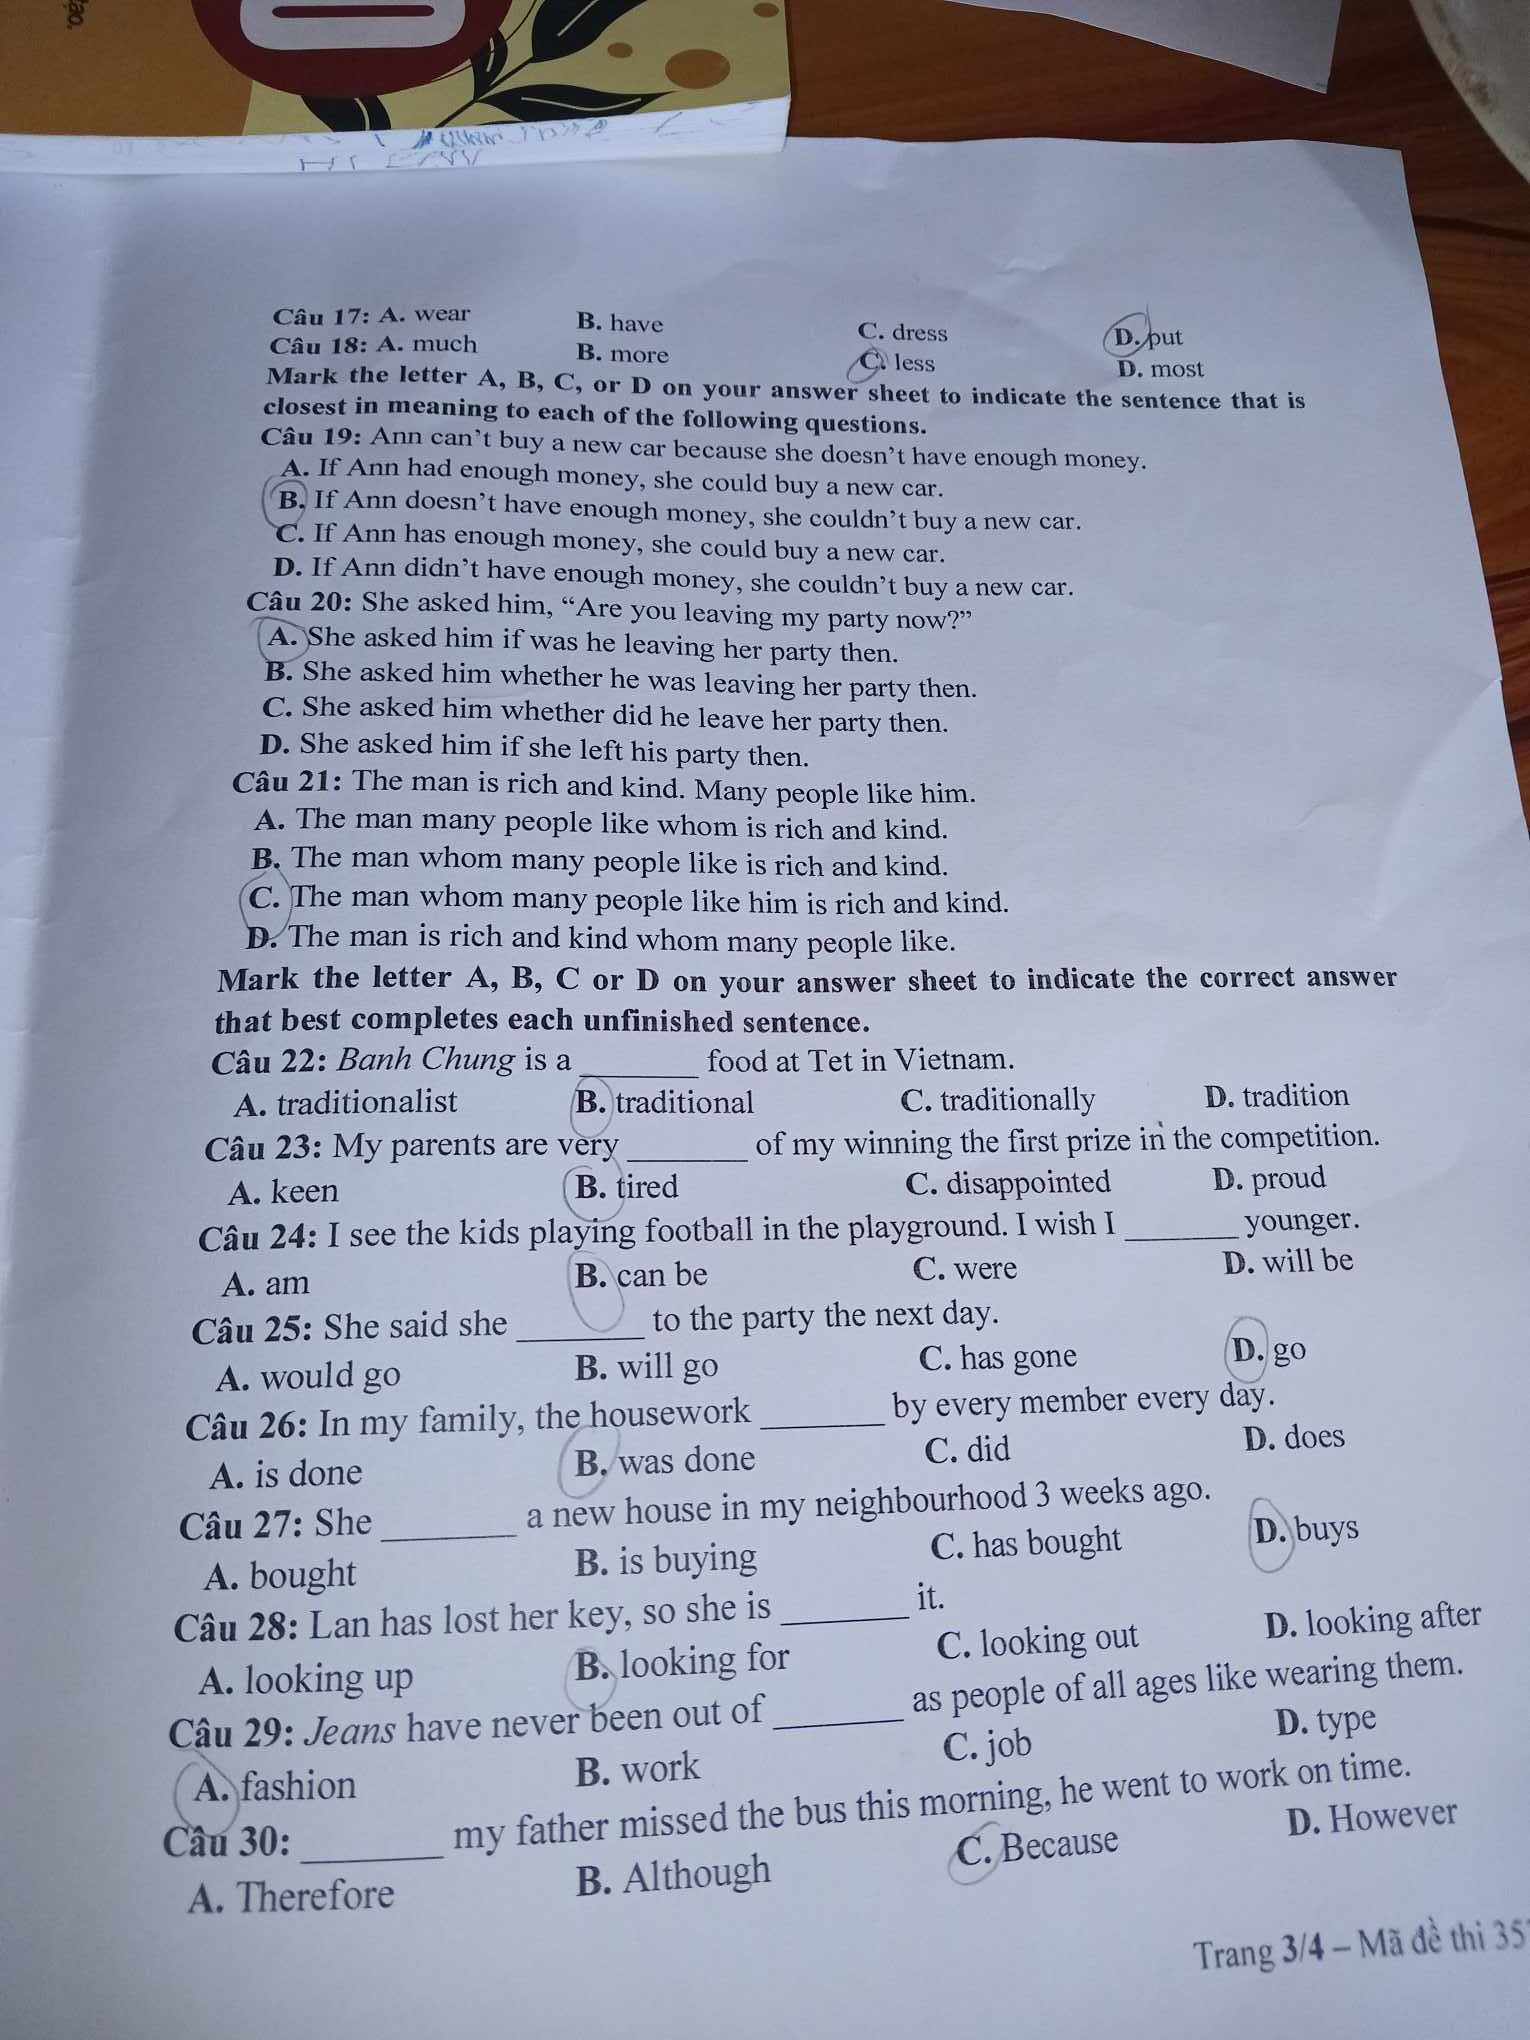 Câu 17: A. wear B. have C. dress D. put
Câu 18: A. much B. more C. less D. most
Mark the letter A, B, C, or D on your answer sheet to indicate the sentence that is
closest in meaning to each of the following questions.
Câu 19: Ann can't buy a new car because she doesn't have enough money.
A. If Ann had enough money, she could buy a new car.
B. If Ann doesn't have enough money, she couldn't buy a new car.
C. If Ann has enough money, she could buy a new car.
D. If Ann didn't have enough money, she couldn't buy a new car.
Câu 20: She asked him, “Are you leaving my party now?”
A. She asked him if was he leaving her party then.
B. She asked him whether he was leaving her party then.
C. She asked him whether did he leave her party then.
D. She asked him if she left his party then.
Câu 21: The man is rich and kind. Many people like him.
A. The man many people like whom is rich and kind.
B. The man whom many people like is rich and kind.
C. The man whom many people like him is rich and kind.
D. The man is rich and kind whom many people like.
Mark the letter A, B, C or D on your answer sheet to indicate the correct answer
that best completes each unfinished sentence.
Câu 22: Banh Chung is a ________ food at Tet in Vietnam.
A. traditionalist B. traditional C. traditionally D. tradition
Câu 23: My parents are very ________ of my winning the first prize in the competition.
A. keen B. tired C. disappointed D. proud
Câu 24: I see the kids playing football in the playground. I wish I ________ younger.
A. am B. can be C. were D. will be
Câu 25: She said she ________ to the party the next day.
A. would go B. will go C. has gone D. go
Câu 26: In my family, the housework ________ by every member every day.
A. is done B. was done C. did D. does
Câu 27: She ________ a new house in my neighbourhood 3 weeks ago.
A. bought B. is buying C. has bought D. buys
Câu 28: Lan has lost her key, so she is ________ it.
A. looking up B. looking for C. looking out D. looking after
Câu 29: Jeans have never been out of ________ as people of all ages like wearing them.
A. fashion B. work C. job D. type
Câu 30: ________ my father missed the bus this morning, he went to work on time.
A. Therefore B. Although C. Because D. However
Trang 3/4 – Mã đề thi 35